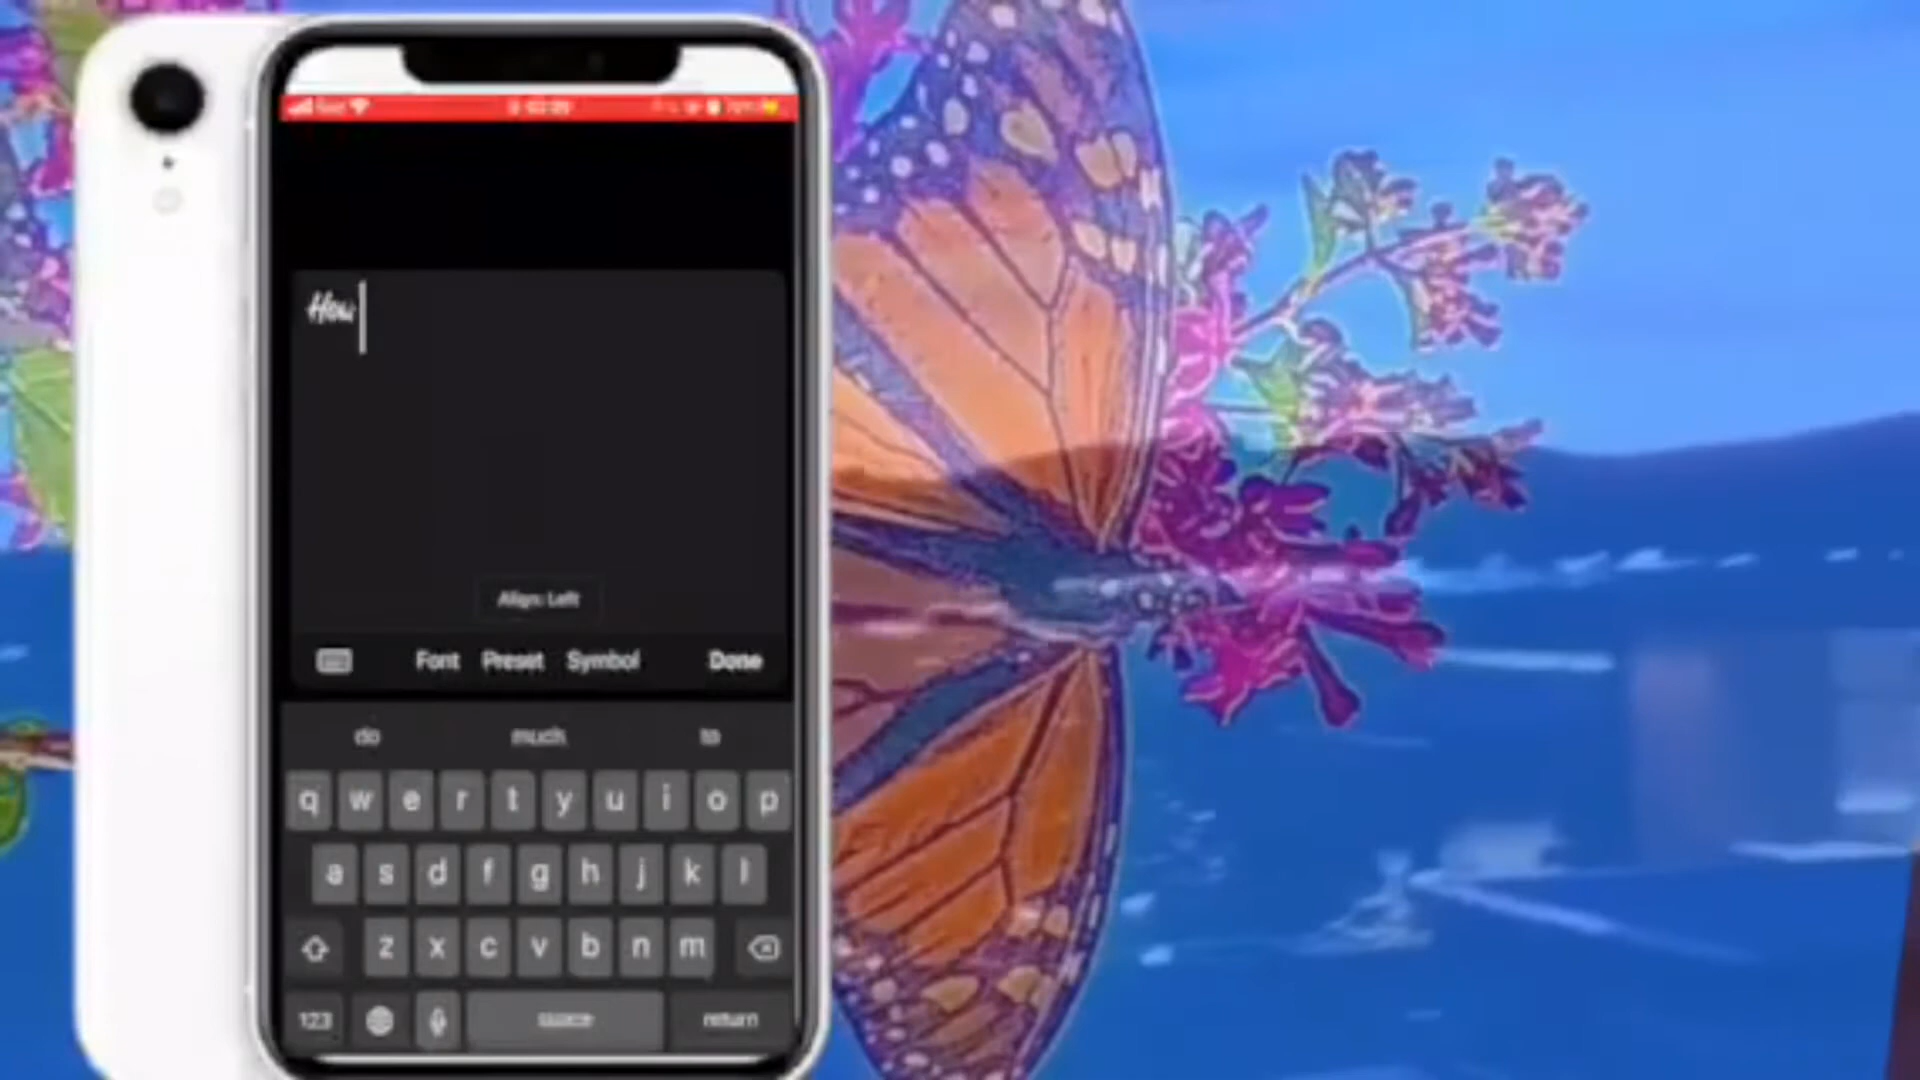 How
Align: Left
Font Preset Symbol Done
do much to
q w e r t y u i o p
a s d f g h j k l
z x c v b n m
123 space return